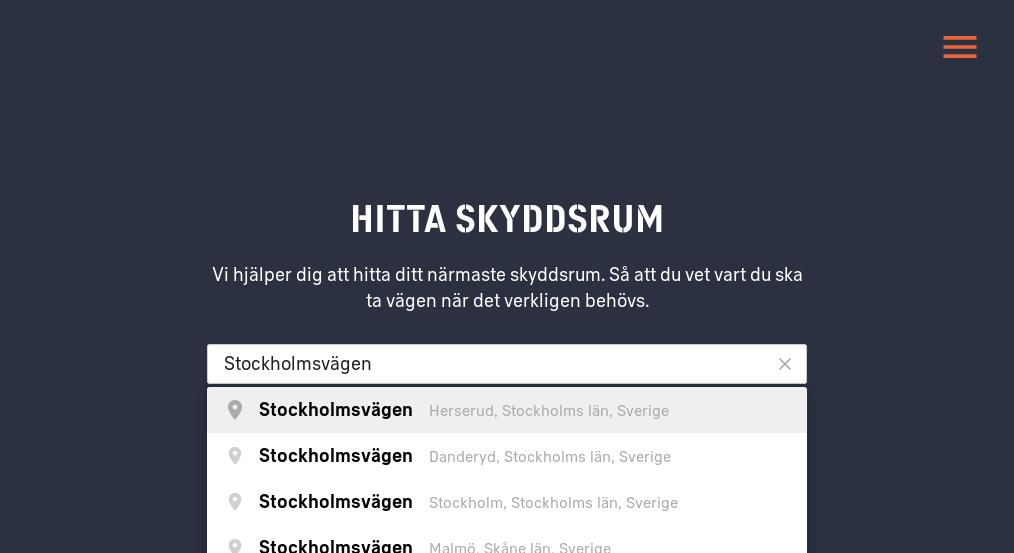 HITTA SKYDDSRUM
Vi hjälper dig att hitta ditt närmaste skyddsrum. Så att du vet vart du ska
ta vägen när det verkligen behövs.
Stockholmsvägen
Stockholmsvägen Herserud, Stockholms län, Sverige
Stockholmsvägen Danderyd, Stockholms län, Sverige
Stockholmsvägen Stockholm, Stockholms län, Sverige
Stockholmsvägen Malmö, Skåne län, Sverige